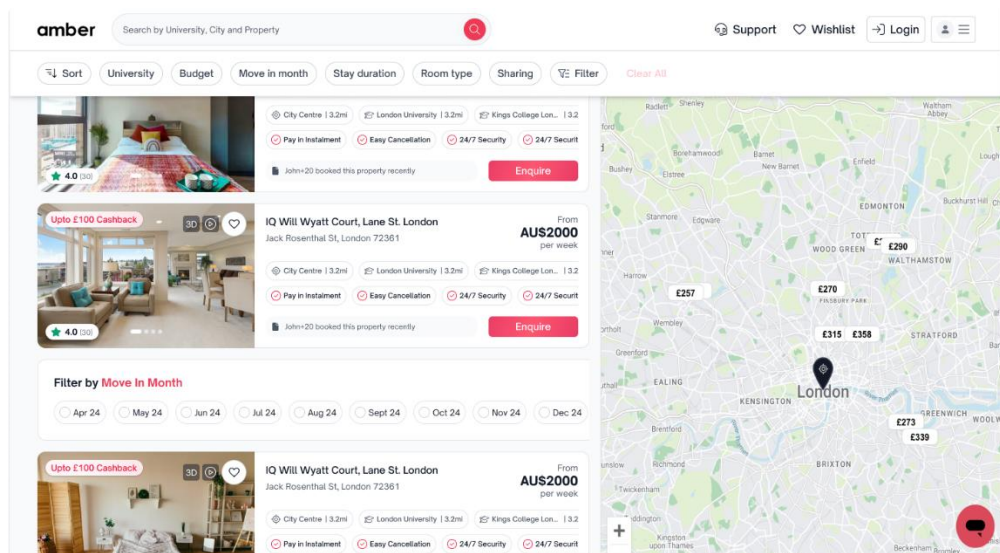 amber
Search by University, City and Property
Support
Wishlist
Login
Sort
University
Budget
Move in month
Stay duration
Room type
Sharing
Filter
Clear All
City Centre | 3.2mi
London University | 3.2mi
Kings College Lon... | 3.2
Pay in Instalment
Easy Cancellation
24/7 Security
24/7 Securit
4.0 (30)
John+20 booked this property recently
Enquire
Upto £100 Cashback
3D
IQ Will Wyatt Court, Lane St. London
Jack Rosenthal St, London 72361
From
AU$2000
per week
City Centre | 3.2mi
London University | 3.2mi
Kings College Lon... | 3.2
Pay in Instalment
Easy Cancellation
24/7 Security
24/7 Securit
4.0 (30)
John+20 booked this property recently
Enquire
Filter by Move In Month
Apr 24
May 24
Jun 24
Jul 24
Aug 24
Sept 24
Oct 24
Nov 24
Dec 24
Upto £100 Cashback
3D
IQ Will Wyatt Court, Lane St. London
Jack Rosenthal St, London 72361
From
AU$2000
per week
City Centre | 3.2mi
London University | 3.2mi
Kings College Lon... | 3.2
Pay in Instalment
Easy Cancellation
24/7 Security
24/7 Securit
Radlett
Shenley
Waltham
Abbey
Borehamwood
Barnet
New Barnet
Enfield
Bushey
Elstree
Buckhurst Hill
EDMONTON
Stanmore
Edgware
WOOD GREEN
£290
WALTHAMSTOW
Harrow
£257
£270
FINSBURY PARK
Wembley
£315
£358
STRATFORD
Greenford
EALING
London
KENSINGTON
£273
GREENWICH
£339
Brentford
Richmond
BRIXTON
Twickenham
Kingston
upon Thames
Beckenham
Bromley
+